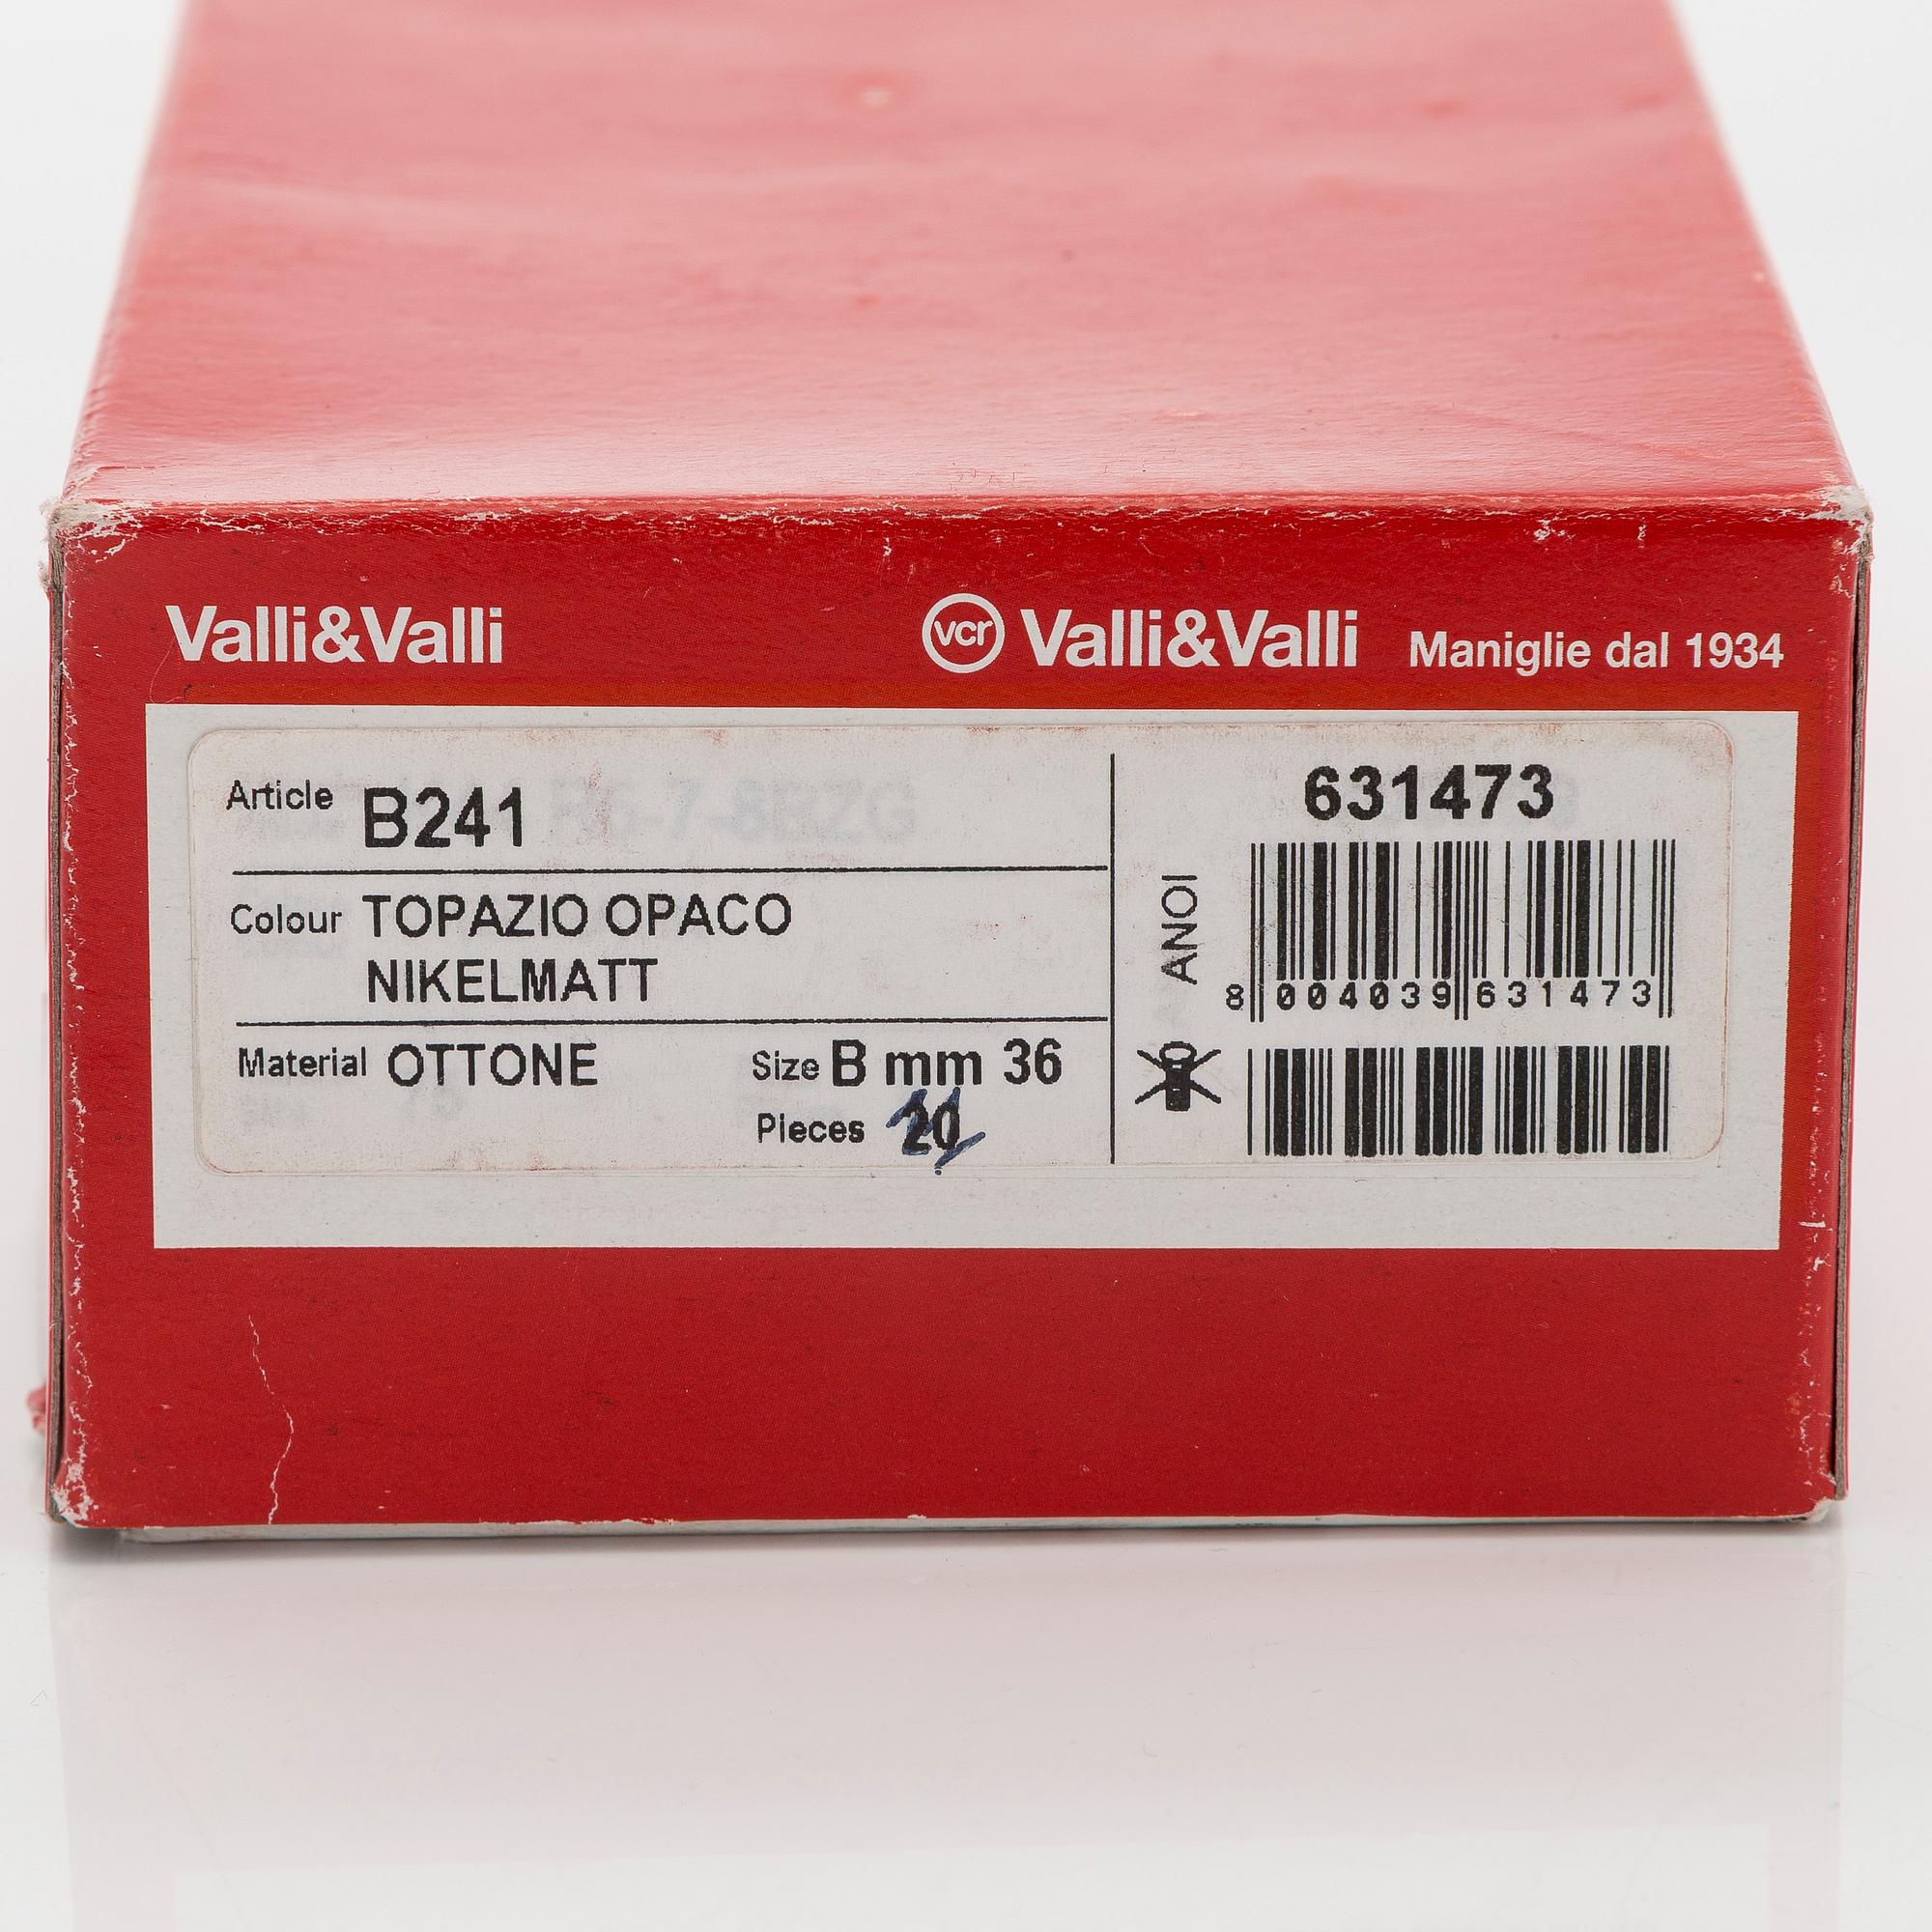 Valli&Valli
vcr Valli&Valli Maniglie dal 1934
Article B241
Colour TOPAZIO OPACO
NIKELMATT
Material OTTONE Size B mm 36
Pieces 20
631473
ANOI
8 004039 631473